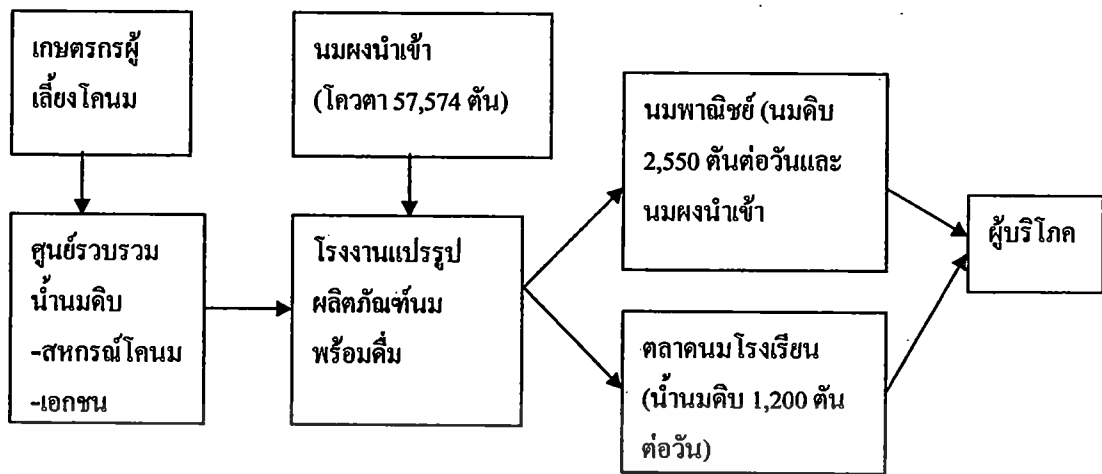 เกษตรกรผู้
เลี้ยงโคนม
นมผงนำเข้า
(โควตา 57,574 ตัน)
นมพาณิชย์ (นมดิบ
2,550 ตันต่อวันและ
นมผงนำเข้า
ผู้บริโภค
ศูนย์รวบรวม
น้ำนมดิบ
-สหกรณ์โคนม
-เอกชน
โรงงานแปรรูป
ผลิตภัณฑ์นม
พร้อมดื่ม
ตลาดนมโรงเรียน
(น้ำนมดิบ 1,200 ตัน
ต่อวัน)